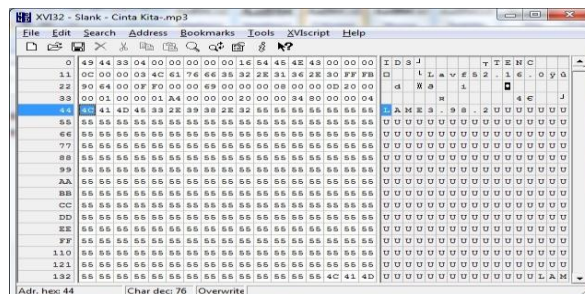 XVI32 - Slank - Cinta Kita-.mp3
File Edit Search Address Bookmarks Tools XVIscript Help
0 49 44 33 04 00 00 00 00 00 16 54 45 4E 43 00 00 00 I D 3 ┘ ┬ T E N C
11 0C 00 00 03 4C 61 76 66 35 32 2E 31 36 2E 30 FF FB └ L a v f 5 2 . 1 6 . 0 ÿ û
22 90 64 00 0F F0 00 00 69 00 00 00 08 00 00 0D 20 00 d ¤ ð i
33 00 01 00 00 01 A4 00 00 00 20 00 00 34 80 00 00 04 ¤ 4 € ┘
44 4C 41 4D 45 33 2E 39 38 2E 32 55 55 55 55 55 55 55 L A M E 3 . 9 8 . 2 U U U U U U U
55 55 55 55 55 55 55 55 55 55 55 55 55 55 55 55 55 55 U U U U U U U U U U U U U U U U U
66 55 55 55 55 55 55 55 55 55 55 55 55 55 55 55 55 55 U U U U U U U U U U U U U U U U U
77 55 55 55 55 55 55 55 55 55 55 55 55 55 55 55 55 55 U U U U U U U U U U U U U U U U U
88 55 55 55 55 55 55 55 55 55 55 55 55 55 55 55 55 55 U U U U U U U U U U U U U U U U U
99 55 55 55 55 55 55 55 55 55 55 55 55 55 55 55 55 55 U U U U U U U U U U U U U U U U U
AA 55 55 55 55 55 55 55 55 55 55 55 55 55 55 55 55 55 U U U U U U U U U U U U U U U U U
BB 55 55 55 55 55 55 55 55 55 55 55 55 55 55 55 55 55 U U U U U U U U U U U U U U U U U
CC 55 55 55 55 55 55 55 55 55 55 55 55 55 55 55 55 55 U U U U U U U U U U U U U U U U U
DD 55 55 55 55 55 55 55 55 55 55 55 55 55 55 55 55 55 U U U U U U U U U U U U U U U U U
EE 55 55 55 55 55 55 55 55 55 55 55 55 55 55 55 55 55 U U U U U U U U U U U U U U U U U
FF 55 55 55 55 55 55 55 55 55 55 55 55 55 55 55 55 55 U U U U U U U U U U U U U U U U U
110 55 55 55 55 55 55 55 55 55 55 55 55 55 55 55 55 55 U U U U U U U U U U U U U U U U U
121 55 55 55 55 55 55 55 55 55 55 55 55 55 55 55 55 55 U U U U U U U U U U U U U U U U U
132 55 55 55 55 55 55 55 55 55 55 55 55 55 55 4C 41 4D U U U U U U U U U U U U U U L A M
Adr. hex: 44 Char dec: 76 Overwrite